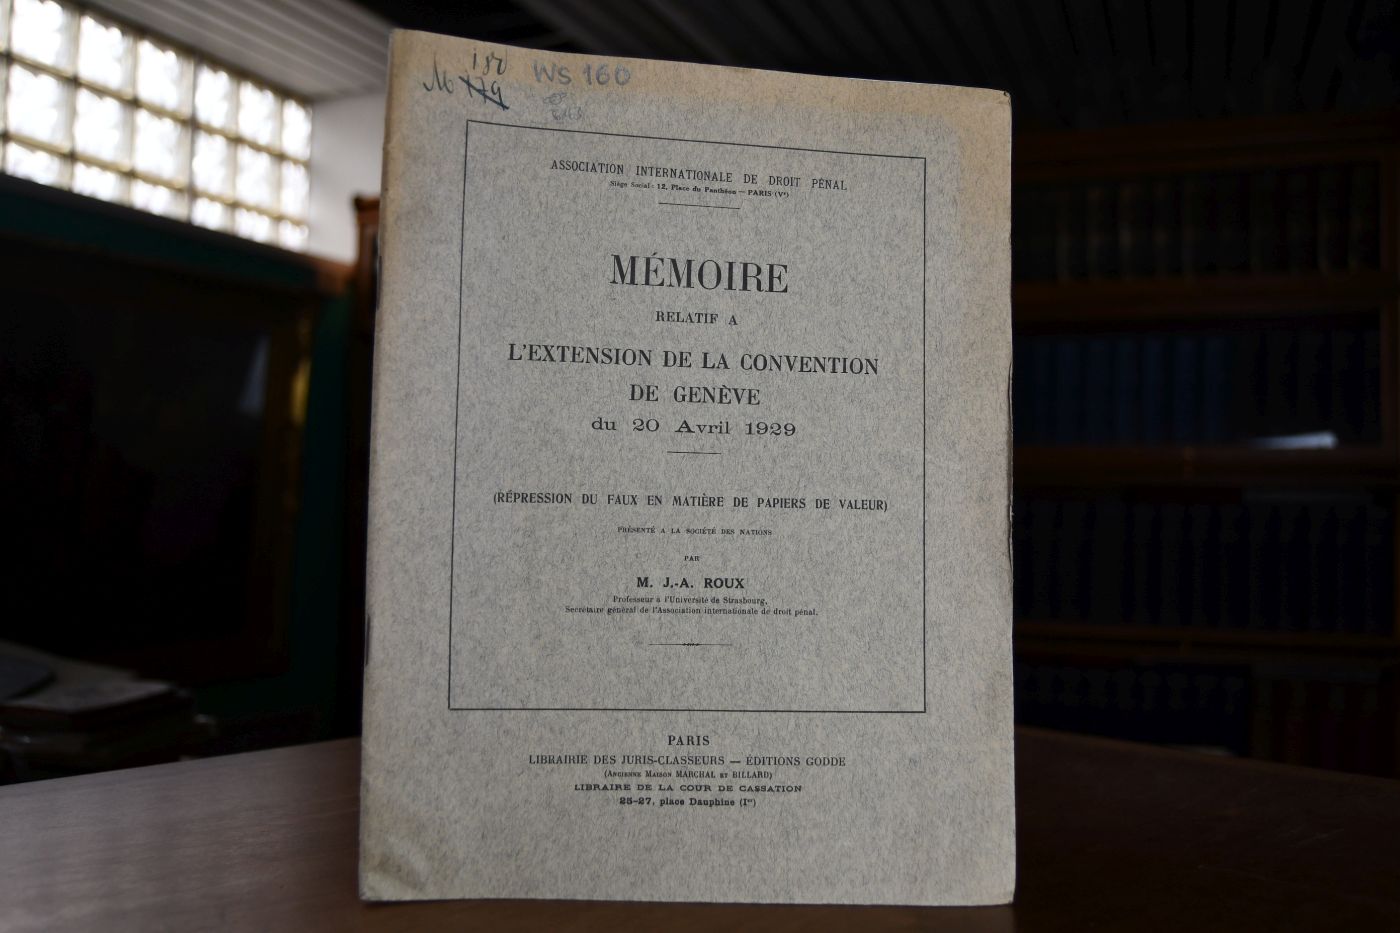 180
M 179
WS 160
ASSOCIATION INTERNATIONALE DE DROIT PÉNAL
Siège Social : 12, Place du Panthéon — PARIS (Vᵉ)
MÉMOIRE
RELATIF A
L'EXTENSION DE LA CONVENTION
DE GENÈVE
du 20 Avril 1929
(RÉPRESSION DU FAUX EN MATIÈRE DE PAPIERS DE VALEUR)
PRÉSENTÉ A LA SOCIÉTÉ DES NATIONS
PAR
M. J.-A. ROUX
Professeur à l'Université de Strasbourg,
Secrétaire général de l'Association internationale de droit pénal.
PARIS
LIBRAIRIE DES JURIS-CLASSEURS — ÉDITIONS GODDE
(Ancienne Maison MARCHAL et BILLARD)
LIBRAIRE DE LA COUR DE CASSATION
25-27, place Dauphine (Iᵉʳ)